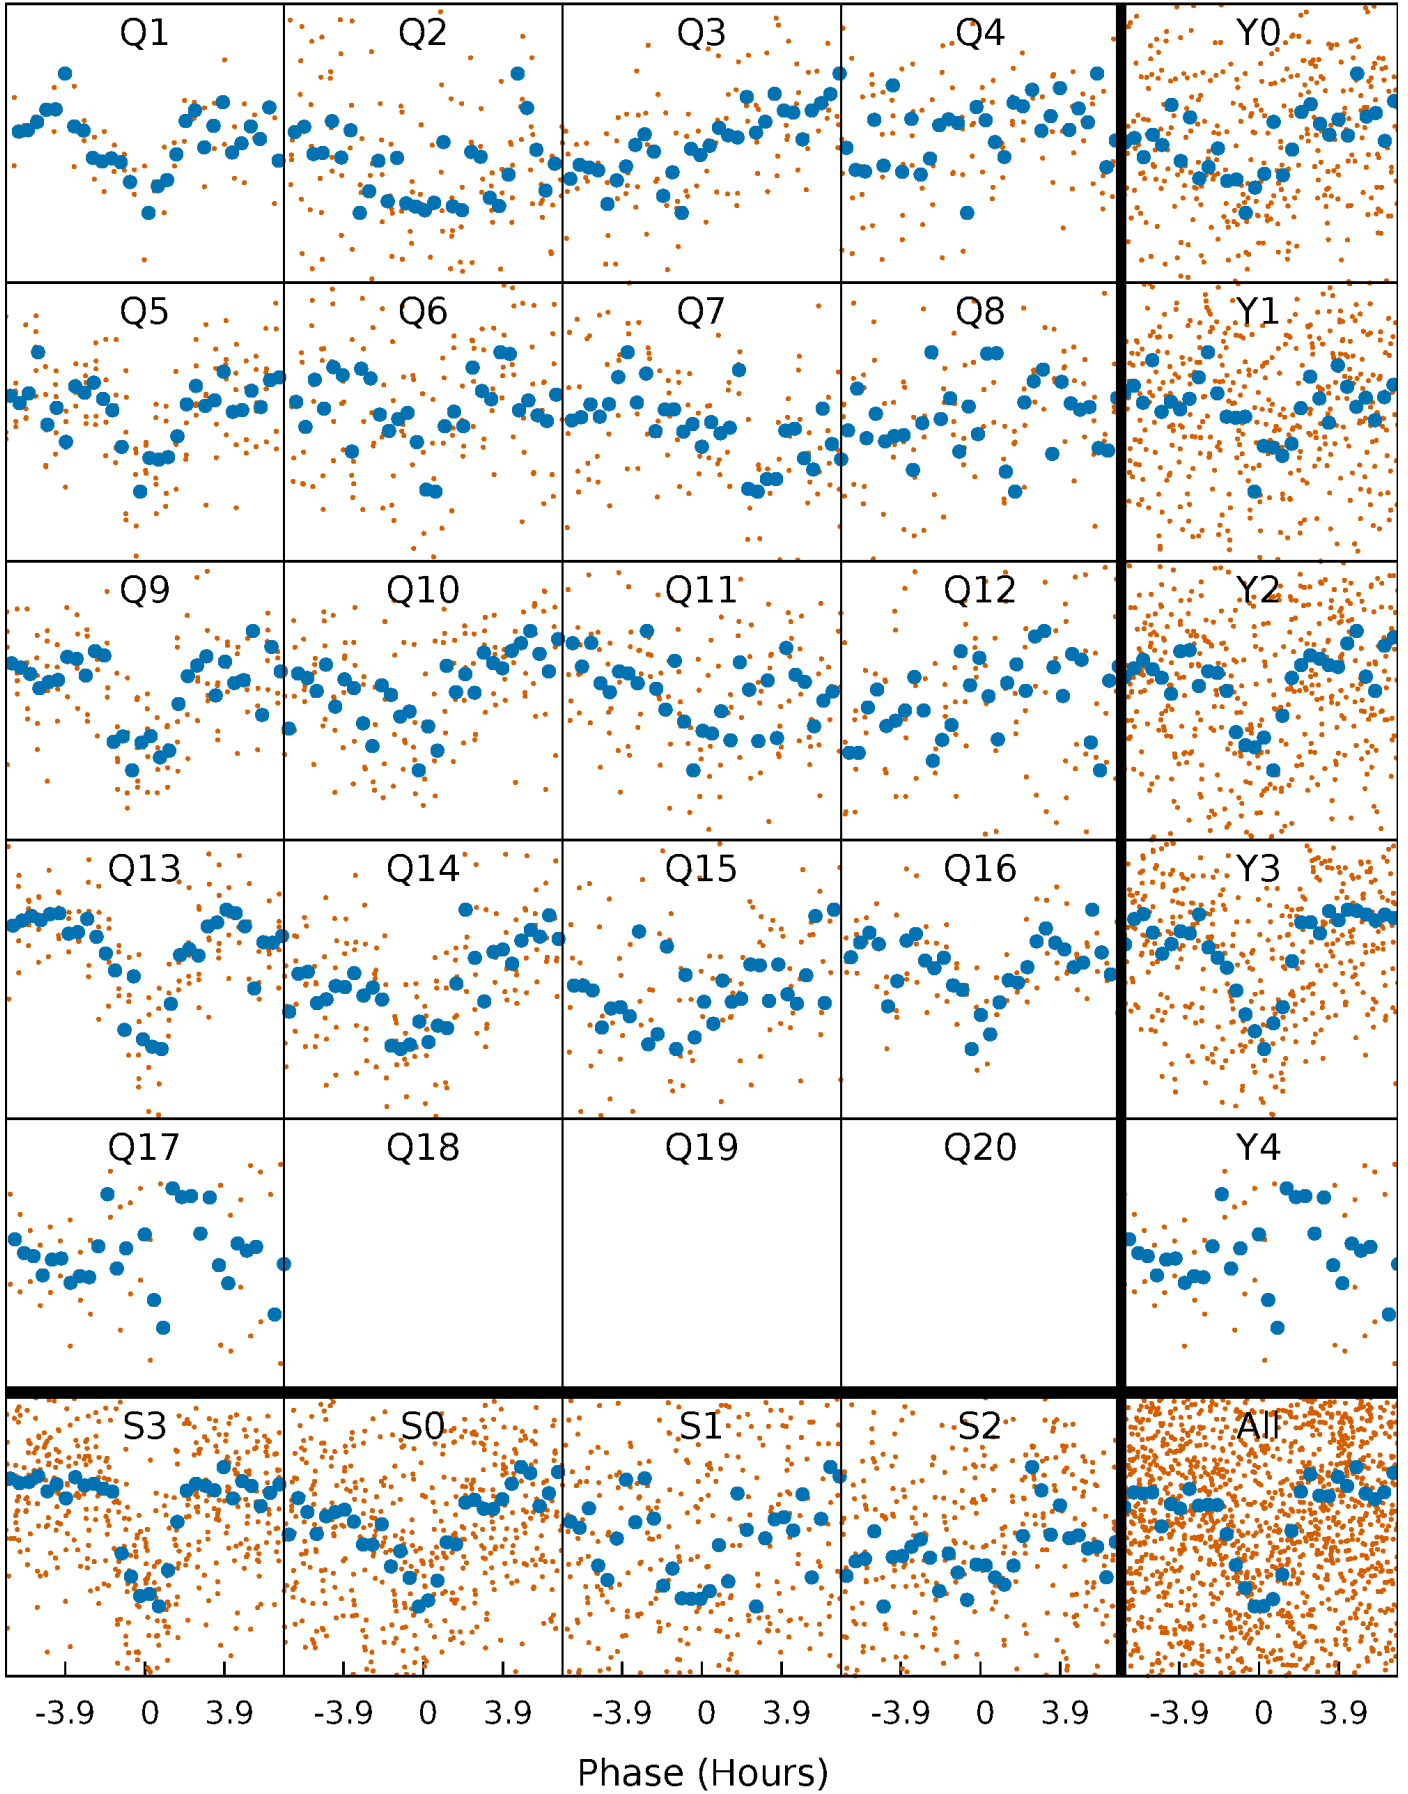 Q1 Q2 Q3 Q4 Y0
Q5 Q6 Q7 Q8 Y1
Q9 Q10 Q11 Q12 Y2
Q13 Q14 Q15 Q16 Y3
Q17 Q18 Q19 Q20 Y4
S3 S0 S1 S2 All
-3.9 0 3.9 -3.9 0 3.9 -3.9 0 3.9 -3.9 0 3.9 -3.9 0 3.9
Phase (Hours)